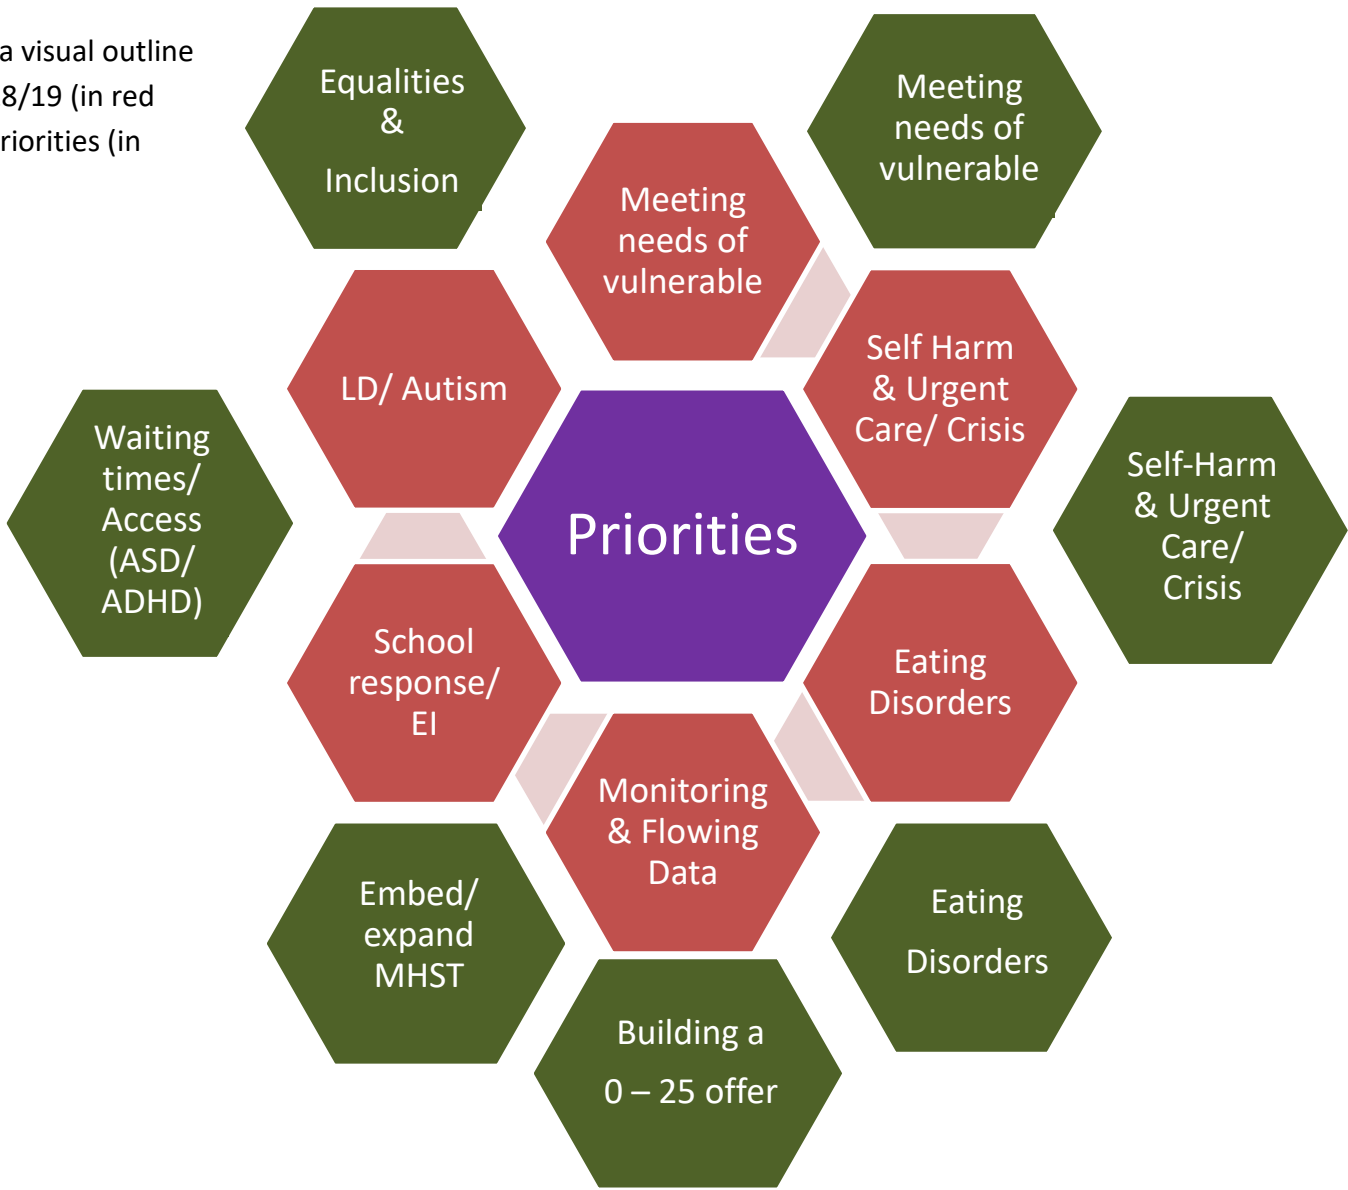 a visual outline
8/19 (in red
riorities (in
Equalities
&
Inclusion
Meeting
needs of
vulnerable
Meeting
needs of
vulnerable
LD/ Autism
Self Harm
& Urgent
Care/ Crisis
Waiting
times/
Access
(ASD/
ADHD)
Priorities
Self-Harm
& Urgent
Care/
Crisis
School
response/
EI
Eating
Disorders
Monitoring
& Flowing
Data
Embed/
expand
MHST
Eating
Disorders
Building a
0 – 25 offer